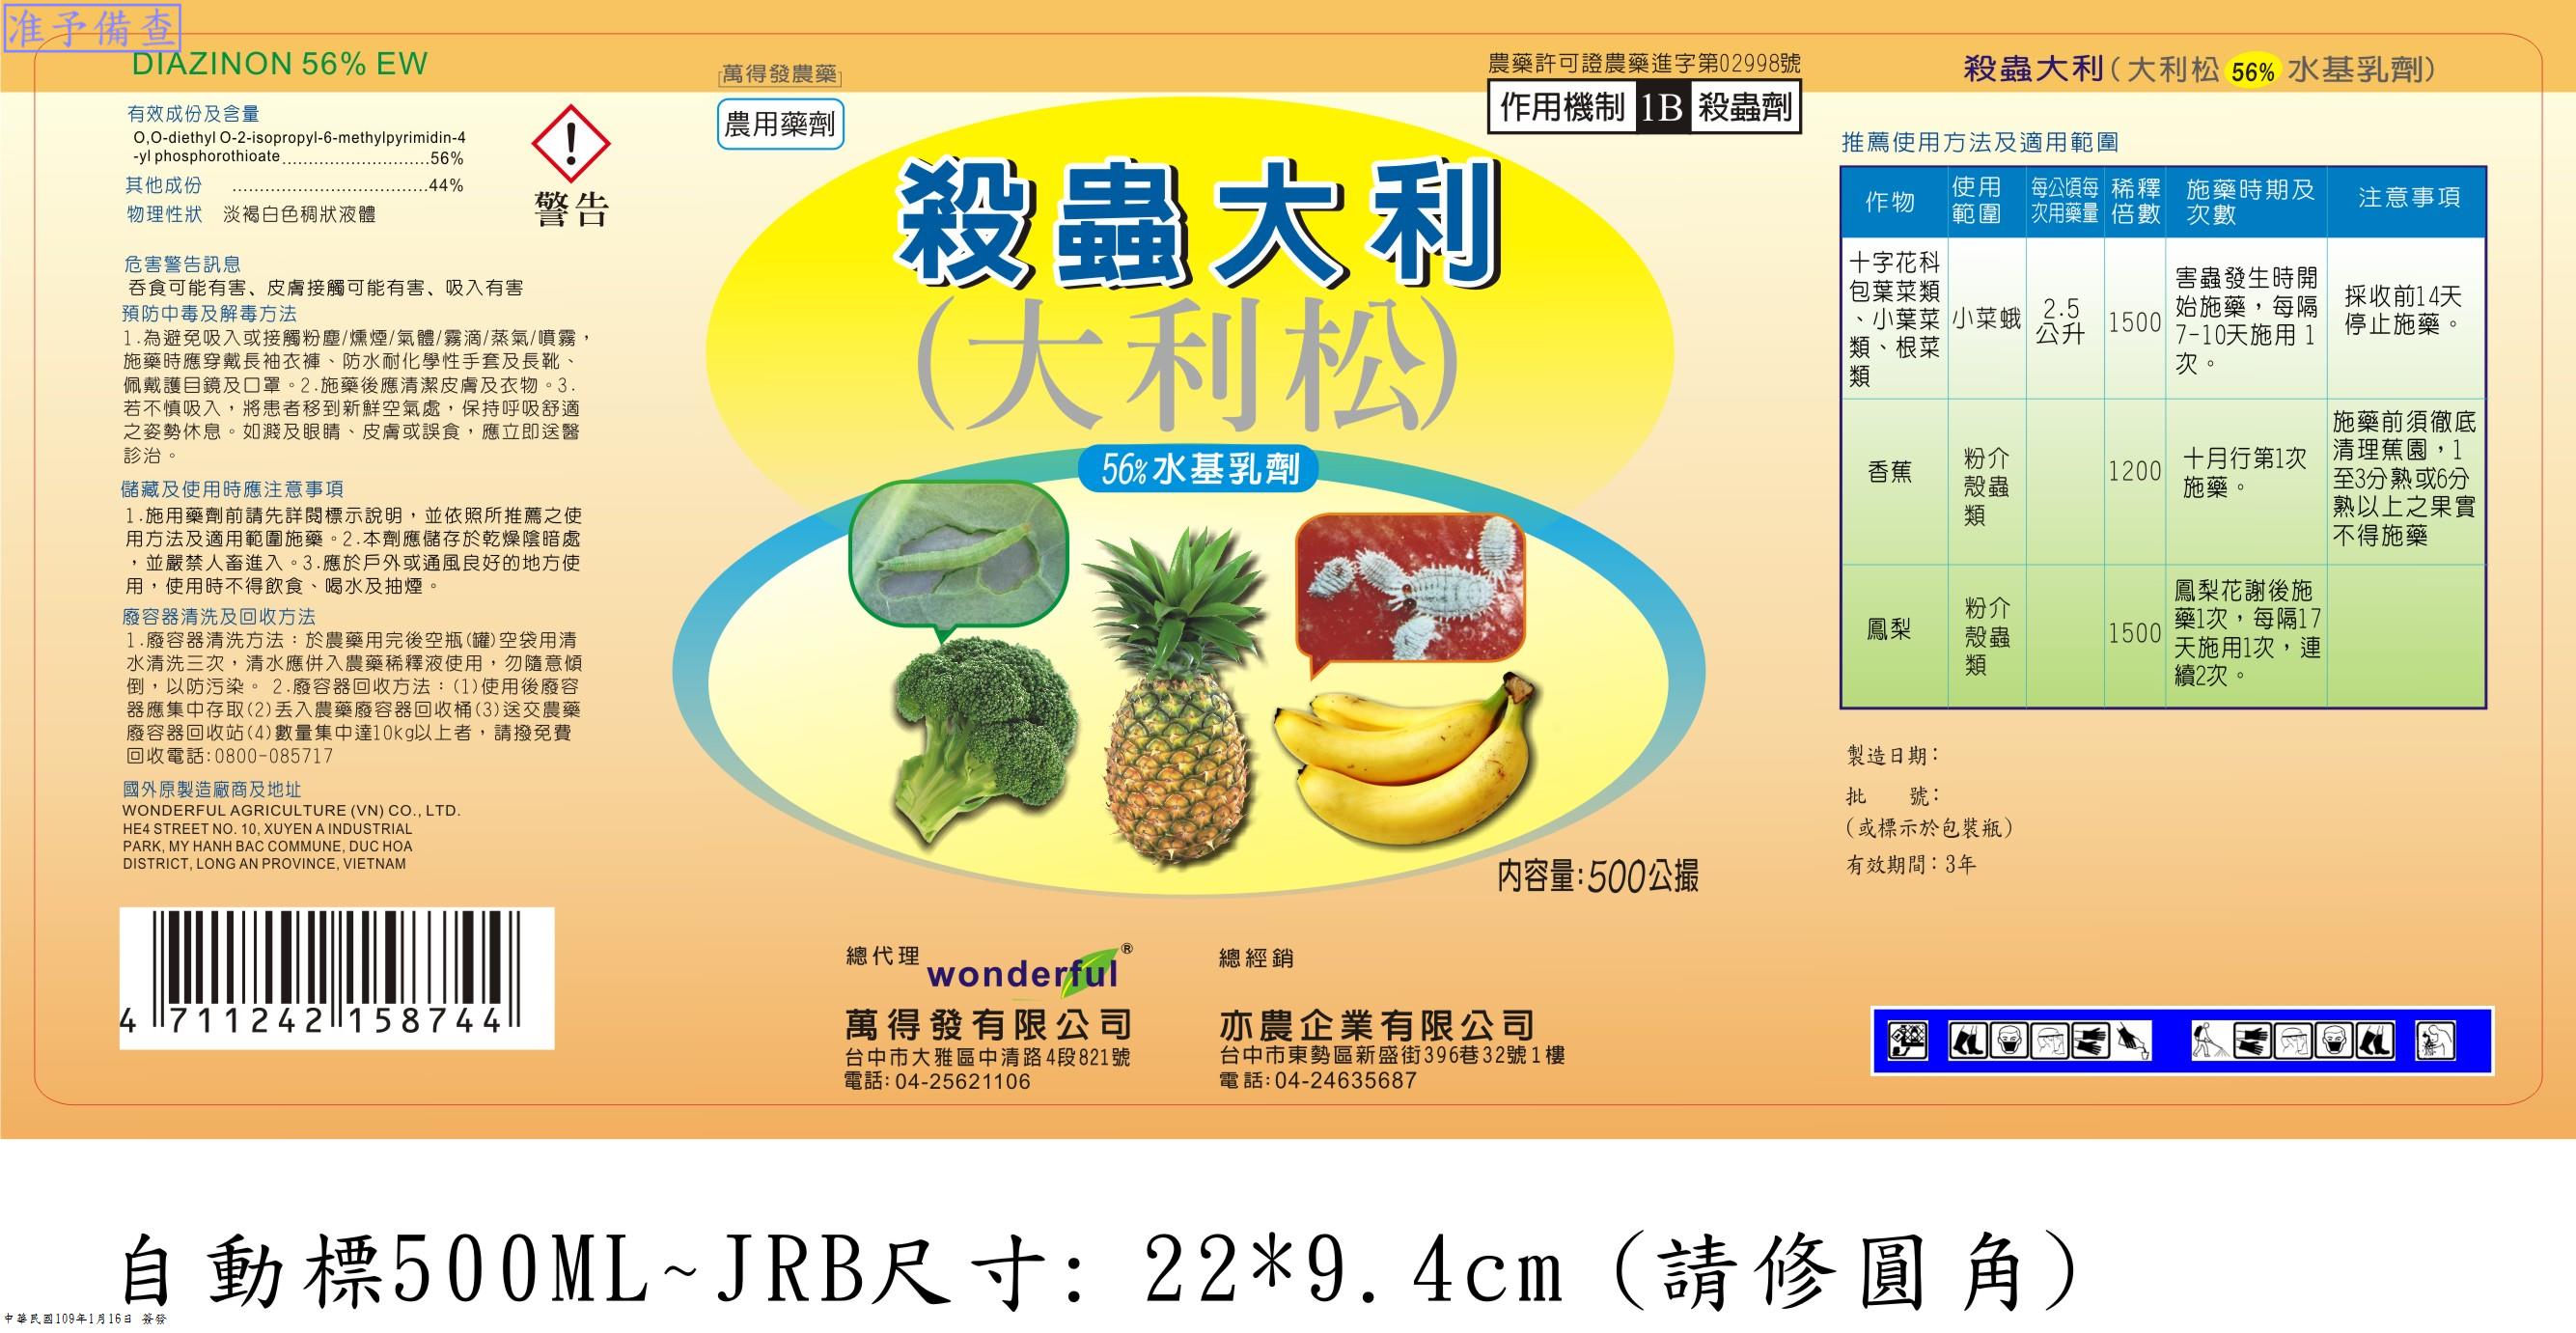 准予備查
DIAZINON 56% EW
有效成份及含量
O,O-diethyl O-2-isopropyl-6-methylpyrimidin-4
-yl phosphorothioate............................56%
其他成份 .....................................44%
物理性狀 淡褐白色稠狀液體
警告
危害警告訊息
吞食可能有害、皮膚接觸可能有害、吸入有害
預防中毒及解毒方法
1.為避免吸入或接觸粉塵/燻煙/氣體/霧滴/蒸氣/噴霧，
施藥時應穿戴長袖衣褲、防水耐化學性手套及長靴、
佩戴護目鏡及口罩。2.施藥後應清潔皮膚及衣物。3.
若不慎吸入，將患者移到新鮮空氣處，保持呼吸舒適
之姿勢休息。如濺及眼睛、皮膚或誤食，應立即送醫
診治。
儲藏及使用時應注意事項
1.施用藥劑前請先詳閱標示說明，並依照所推薦之使
用方法及適用範圍施藥。2.本劑應儲存於乾燥陰暗處
，並嚴禁人畜進入。3.應於戶外或通風良好的地方使
用，使用時不得飲食、喝水及抽煙。
廢容器清洗及回收方法
1.廢容器清洗方法：於農藥用完後空瓶(罐)空袋用清
水清洗三次，清水應併入農藥稀釋液使用，勿隨意傾
倒，以防污染。 2.廢容器回收方法：(1)使用後廢容
器應集中存取(2)丟入農藥廢容器回收桶(3)送交農藥
廢容器回收站(4)數量集中達10kg以上者，請撥免費
回收電話:0800-085717
國外原製造廠商及地址
WONDERFUL AGRICULTURE (VN) CO., LTD.
HE4 STREET NO. 10, XUYEN A INDUSTRIAL
PARK, MY HANH BAC COMMUNE, DUC HOA
DISTRICT, LONG AN PROVINCE, VIETNAM
4 711242 158744
萬得發農藥
農用藥劑
農藥許可證農藥進字第02998號
作用機制 1B 殺蟲劑
殺蟲大利
(大利松)
56%水基乳劑
內容量:500公撮
總代理 wonderful®
萬得發有限公司
台中市大雅區中清路4段821號
電話: 04-25621106
總經銷
亦農企業有限公司
台中市東勢區新盛街396巷32號1樓
電話: 04-24635687
殺蟲大利(大利松 56% 水基乳劑)
推薦使用方法及適用範圍
作物 使用範圍 每公頃每次用藥量 稀釋倍數 施藥時期及次數 注意事項
十字花科包葉菜類、小葉菜類、根菜類 小菜蛾 2.5公升 1500 害蟲發生時開始施藥，每隔7-10天施用1次。 採收前14天停止施藥。
香蕉 粉介殼蟲類 1200 十月行第1次施藥。 施藥前須徹底清理蕉園，1至3分熟或6分熟以上之果實不得施藥
鳳梨 粉介殼蟲類 1500 鳳梨花謝後施藥1次，每隔17天施用1次，連續2次。
製造日期：
批 號：
(或標示於包裝瓶)
有效期間：3年
自動標500ML~JRB尺寸: 22*9.4cm (請修圓角)
中華民國109年1月16日 簽發